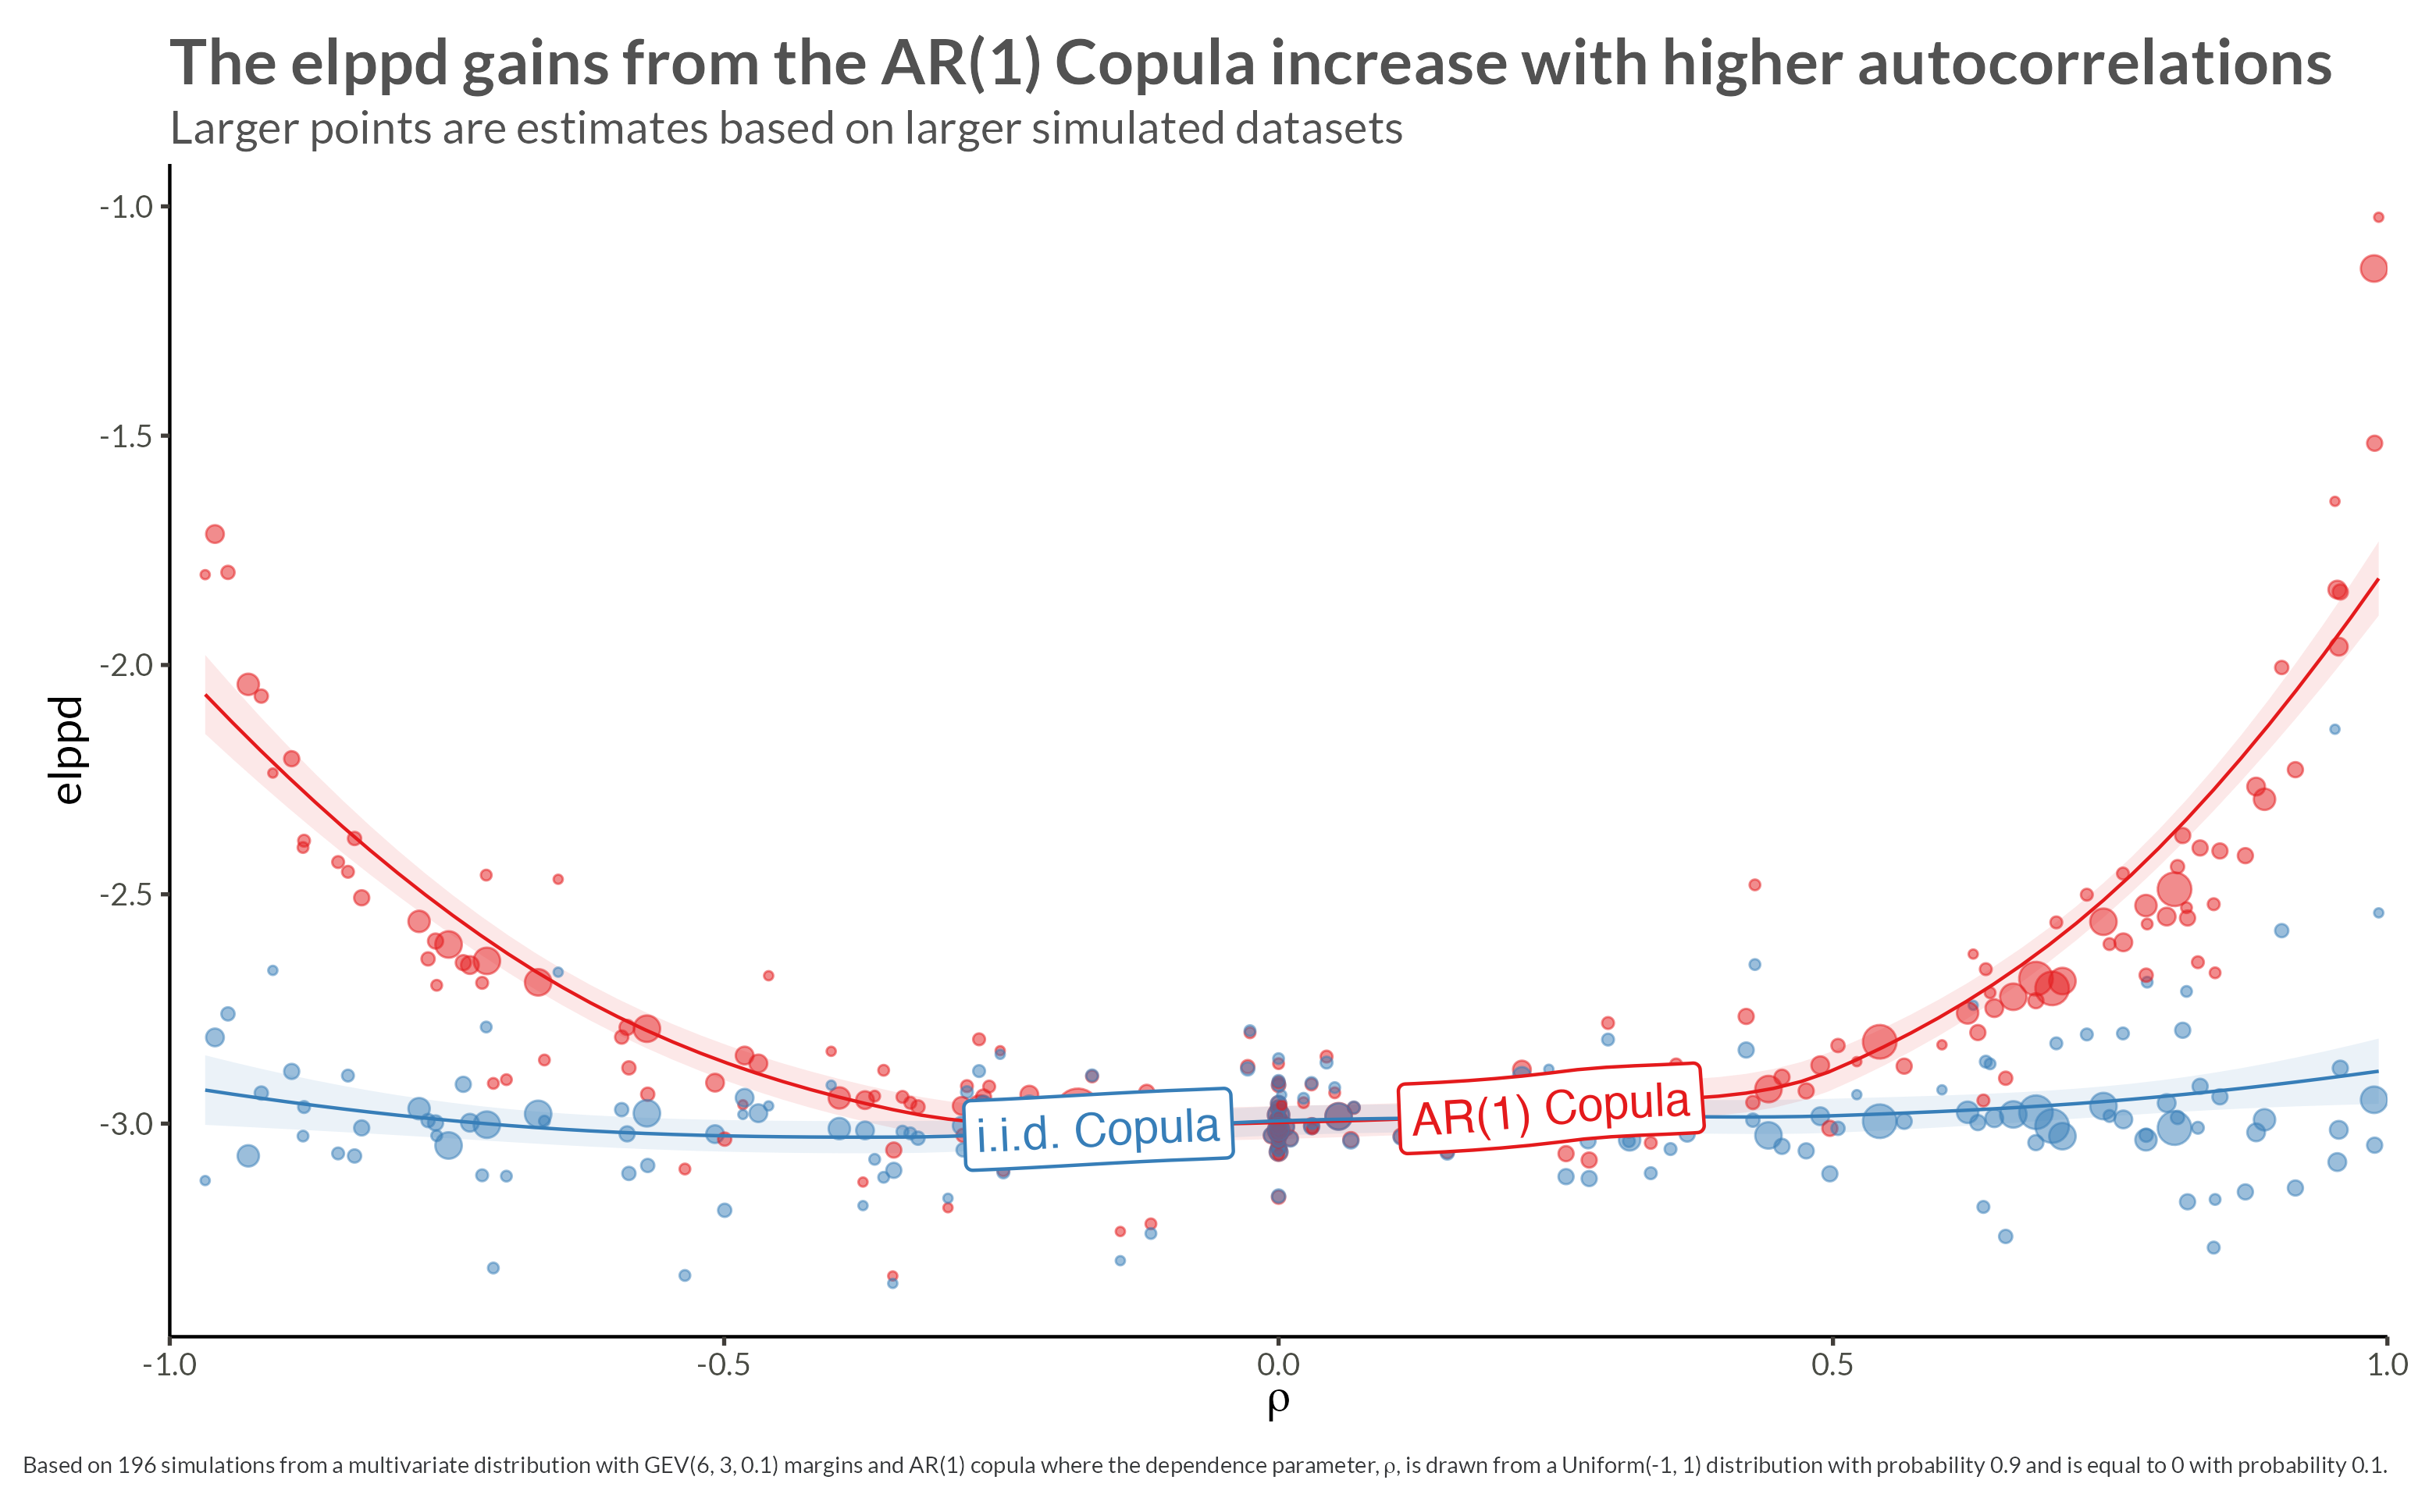 The elppd gains from the AR(1) Copula increase with higher autocorrelations
Larger points are estimates based on larger simulated datasets
-1.0
-1.5
-2.0
-2.5
-3.0
elppd
i.i.d. Copula
AR(1) Copula
-1.0 -0.5 0.0 0.5 1.0
ρ
Based on 196 simulations from a multivariate distribution with GEV(6, 3, 0.1) margins and AR(1) copula where the dependence parameter, ρ, is drawn from a Uniform(-1, 1) distribution with probability 0.9 and is equal to 0 with probability 0.1.